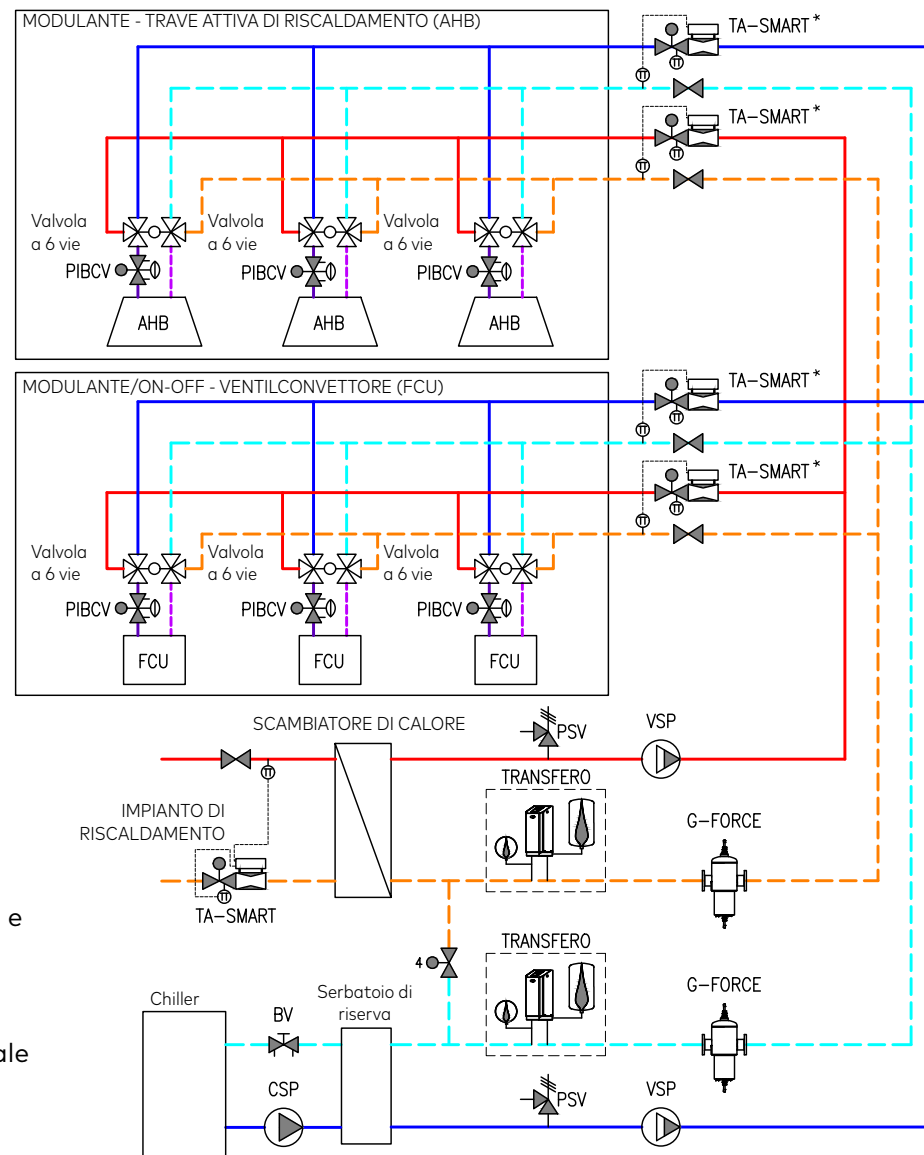 MODULANTE - TRAVE ATTIVA DI RISCALDAMENTO (AHB)
TA-SMART*
TA-SMART*
Valvola
a 6 vie
Valvola
a 6 vie
Valvola
a 6 vie
PIBCV
PIBCV
PIBCV
AHB
AHB
AHB
MODULANTE/ON-OFF - VENTILCONVETTORE (FCU)
TA-SMART*
TA-SMART*
Valvola
a 6 vie
Valvola
a 6 vie
Valvola
a 6 vie
PIBCV
PIBCV
PIBCV
FCU
FCU
FCU
SCAMBIATORE DI CALORE
PSV
VSP
TRANSFERO
IMPIANTO DI
RISCALDAMENTO
G-FORCE
TA-SMART
e
TRANSFERO
4
G-FORCE
Chiller
Serbatoio di
riserva
BV
ale
CSP
PSV
VSP